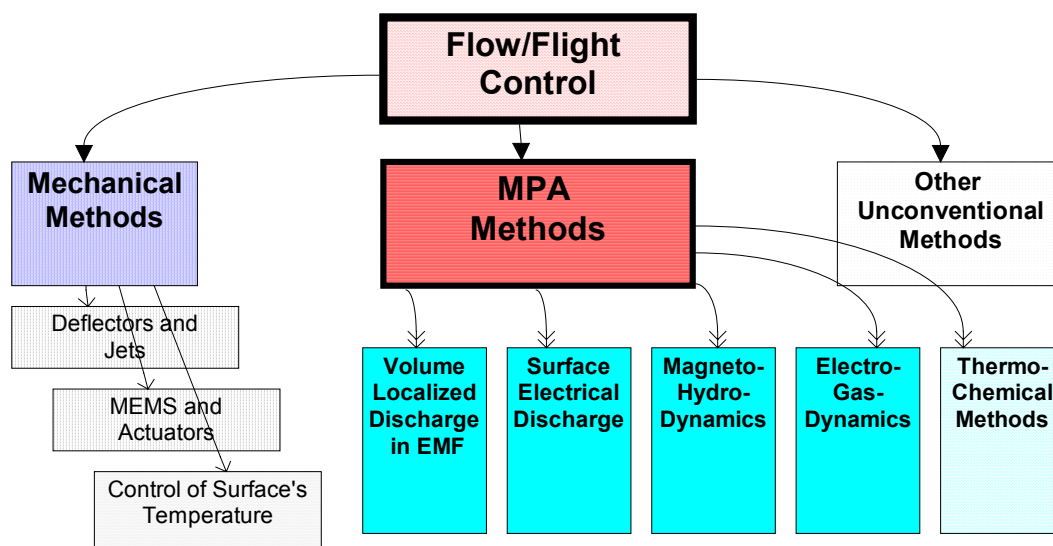 Flow/Flight
Control
Mechanical
Methods
MPA
Methods
Other
Unconventional
Methods
Deflectors and
Jets
MEMS and
Actuators
Control of Surface's
Temperature
Volume
Localized
Discharge
in EMF
Surface
Electrical
Discharge
Magneto-
Hydro-
Dynamics
Electro-
Gas-
Dynamics
Thermo-
Chemical
Methods